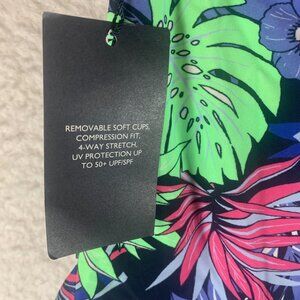 REMOVABLE SOFT CUPS,
COMPRESSION FIT,
4-WAY STRETCH,
UV PROTECTION UP
TO 50+ UPF/SPF